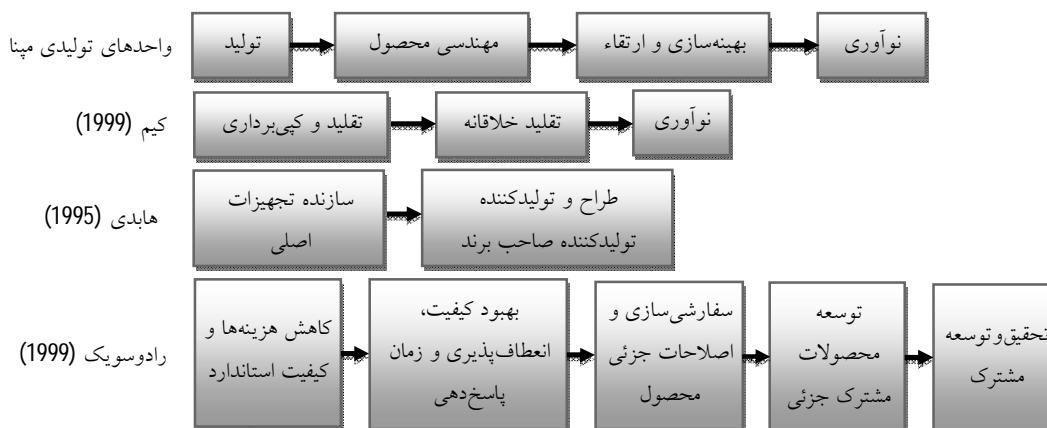 واحدهای تولیدی مپنا
تولید
مهندسی محصول
بهینه‌سازی و ارتقاء
نوآوری
کیم (1999)
تقلید و کپی‌برداری
تقلید خلاقانه
نوآوری
هابدی (1995)
سازنده تجهیزات
اصلی
طراح و تولیدکننده
تولیدکننده صاحب برند
رادوسویک (1999)
کاهش هزینه‌ها و
کیفیت استاندارد
بهبود کیفیت،
انعطاف‌پذیری و زمان
پاسخ‌دهی
سفارشی‌سازی و
اصلاحات جزئی
محصول
توسعه
محصولات
مشترک جزئی
تحقیق و توسعه
مشترک